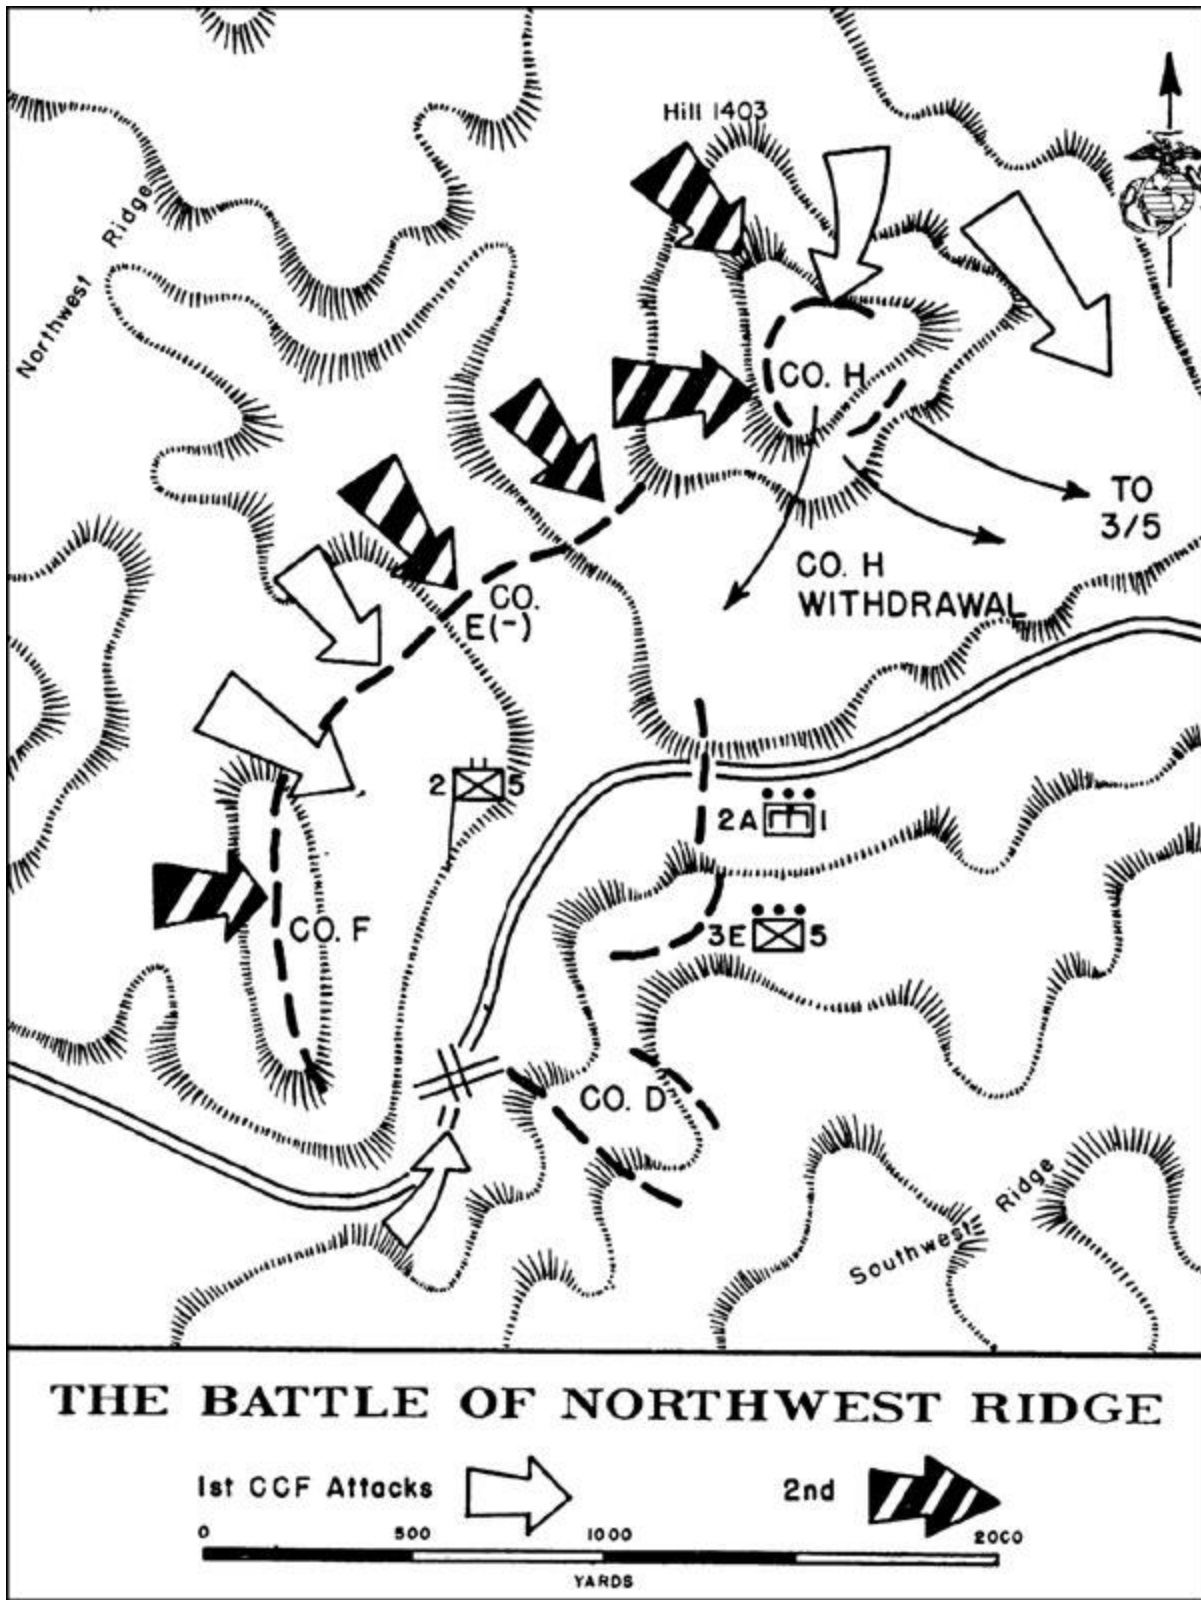 Hill 1403
N
Northwest Ridge
CO. H
TO
3/5
CO. H
WITHDRAWAL
CO.
E(-)
2 5
2A 1
CO. F
3E 5
CO. D
Southwest Ridge
THE BATTLE OF NORTHWEST RIDGE
1st CCF Attacks 2nd
0 500 1000 2000
YARDS